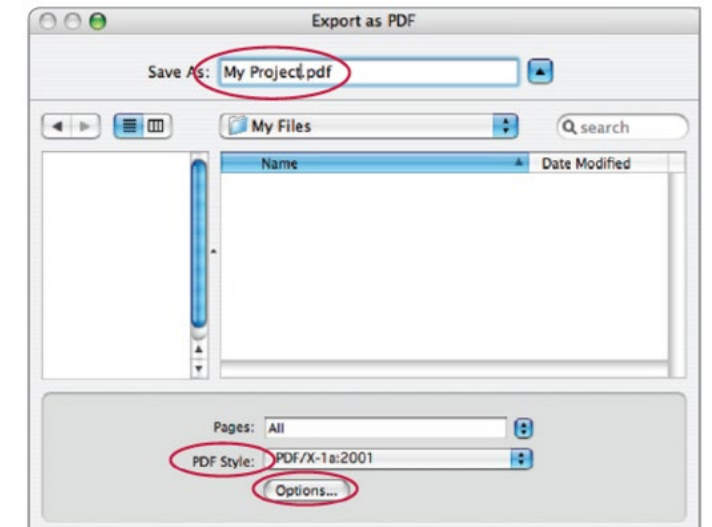 Export as PDF
Save As: My Project.pdf
My Files
search
Name Date Modified
Pages: All
PDF Style: PDF/X-1a:2001
Options...